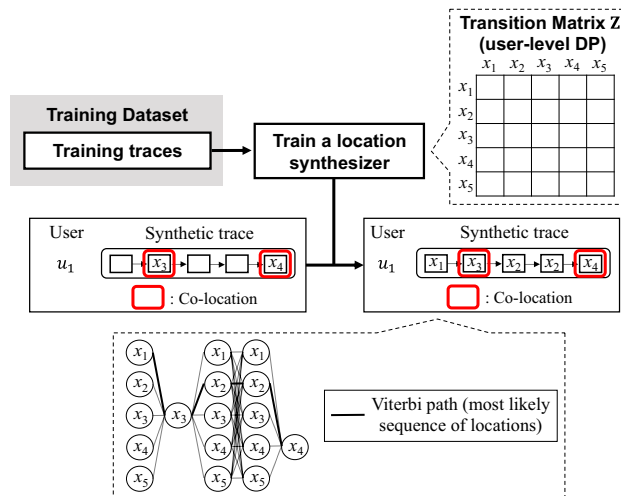 Transition Matrix Z
(user-level DP)
x1 x2 x3 x4 x5
x1
x2
x3
x4
x5
Training Dataset
Training traces
Train a location
synthesizer
User Synthetic trace
u1 x3 x4
: Co-location
User Synthetic trace
u1 x1 x3 x2 x2 x4
: Co-location
x1 x1 x1
x2 x2 x2
x3 x3 x3 x3
x4 x4 x4 x4
x5 x5 x5
Viterbi path (most likely
sequence of locations)